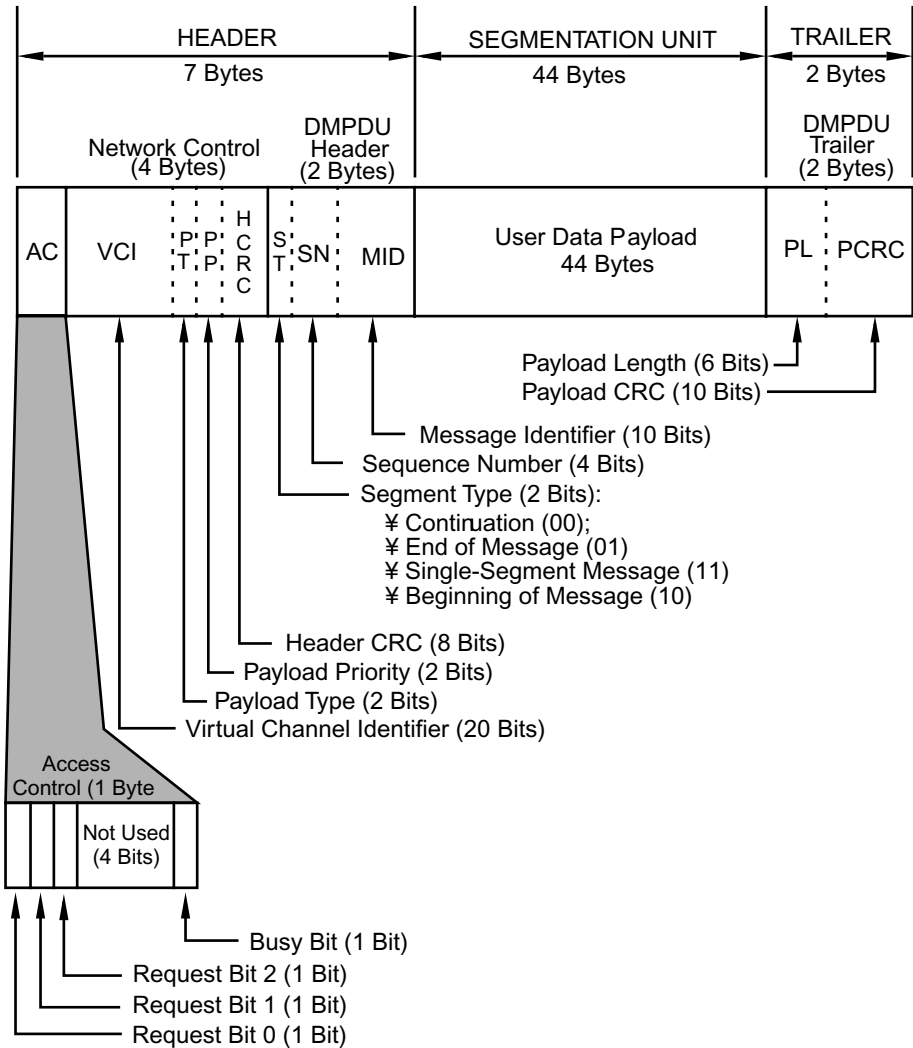 HEADER
7 Bytes
SEGMENTATION UNIT
44 Bytes
TRAILER
2 Bytes
Network Control
(4 Bytes)
DMPDU
Header
(2 Bytes)
DMPDU
Trailer
(2 Bytes)
AC
VCI
PT
PP
HCRC
ST
SN
MID
User Data Payload
44 Bytes
PL
PCRC
Payload Length (6 Bits)
Payload CRC (10 Bits)
Message Identifier (10 Bits)
Sequence Number (4 Bits)
Segment Type (2 Bits):
¥ Continuation (00);
¥ End of Message (01)
¥ Single-Segment Message (11)
¥ Beginning of Message (10)
Header CRC (8 Bits)
Payload Priority (2 Bits)
Payload Type (2 Bits)
Virtual Channel Identifier (20 Bits)
Access
Control (1 Byte
Not Used
(4 Bits)
Busy Bit (1 Bit)
Request Bit 2 (1 Bit)
Request Bit 1 (1 Bit)
Request Bit 0 (1 Bit)